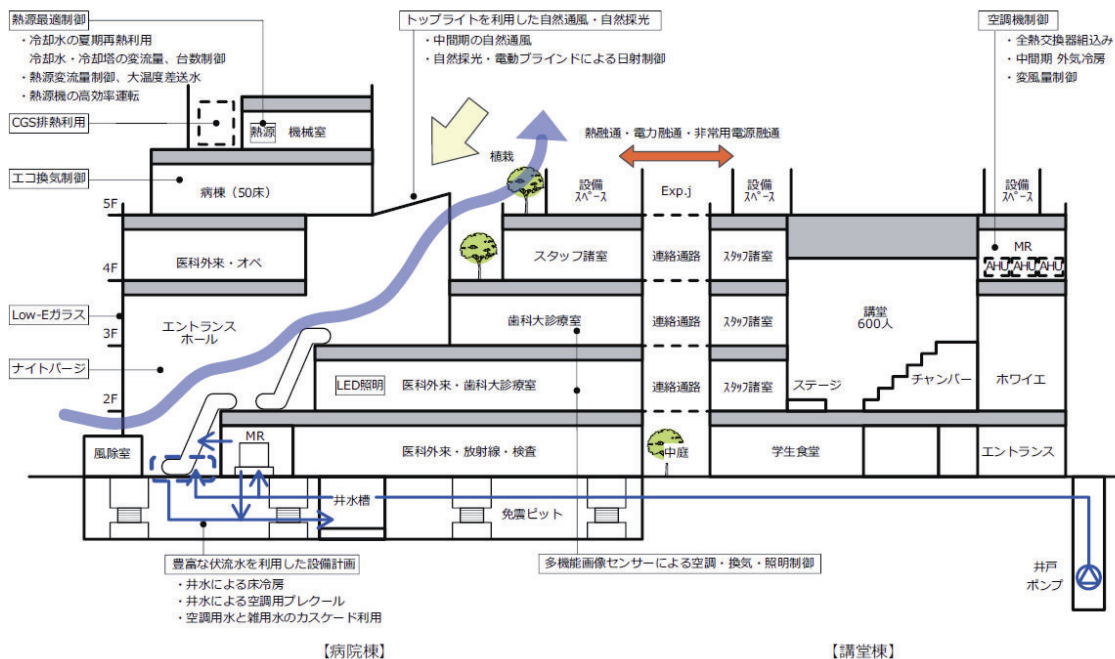 熱源最適制御
・冷却水の夏期再熱利用
冷却水・冷却塔の変流量、台数制御
・熱源変流量制御、大温度差送水
・熱源機の高効率運転
トップライトを利用した自然通風・自然採光
・中間期の自然通風
・自然採光・電動ブラインドによる日射制御
空調機制御
・全熱交換器組込み
・中間期 外気冷房
・変風量制御
CGS排熱利用
熱源
機械室
熱融通・電力融通・非常用電源融通
植栽
エコ換気制御
病棟（50床）
設備
スペース
Exp.j
設備
スペース
設備
スペース
5F
医科外来・オペ
スタッフ諸室
連絡通路
スタッフ諸室
MR
AHU
AHU
AHU
4F
Low-Eガラス
エントランス
ホール
歯科大診療室
連絡通路
スタッフ諸室
講堂
600人
3F
ナイトパージ
LED照明
医科外来・歯科大診療室
連絡通路
スタッフ諸室
ステージ
チャンバー
ホワイエ
2F
風除室
MR
医科外来・放射線・検査
中庭
学生食堂
エントランス
井水槽
免震ピット
豊富な伏流水を利用した設備計画
・井水による床冷房
・井水による空調用プレクール
・空調用水と雑用水のカスケード利用
多機能画像センサーによる空調・換気・照明制御
井戸
ポンプ
【病院棟】
【講堂棟】